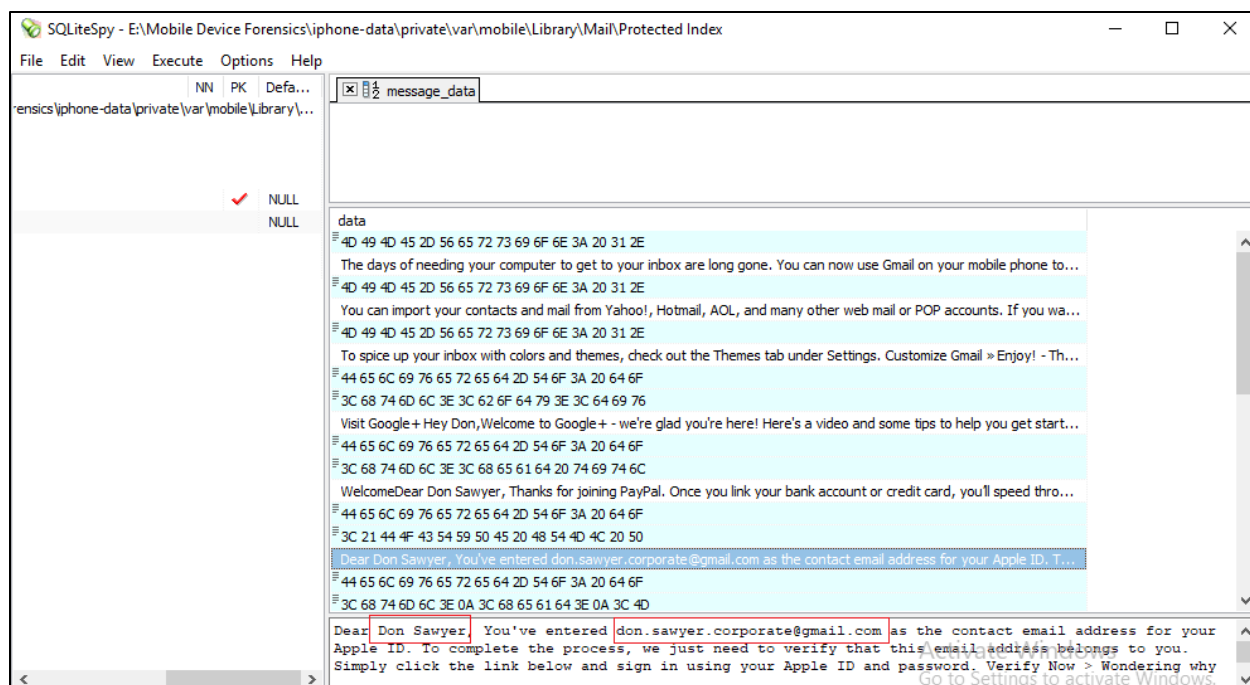 SQLiteSpy - E:\Mobile Device Forensics\iphone-data\private\var\mobile\Library\Mail\Protected Index
File Edit View Execute Options Help
NN PK Defa...
ensics\iphone-data\private\var\mobile\Library\...
NULL
NULL
message_data
data
4D 49 4D 45 2D 56 65 72 73 69 6F 6E 3A 20 31 2E
The days of needing your computer to get to your inbox are long gone. You can now use Gmail on your mobile phone to...
4D 49 4D 45 2D 56 65 72 73 69 6F 6E 3A 20 31 2E
You can import your contacts and mail from Yahoo!, Hotmail, AOL, and many other web mail or POP accounts. If you wa...
4D 49 4D 45 2D 56 65 72 73 69 6F 6E 3A 20 31 2E
To spice up your inbox with colors and themes, check out the Themes tab under Settings. Customize Gmail » Enjoy! - Th...
44 65 6C 69 76 65 72 65 64 2D 54 6F 3A 20 64 6F
3C 68 74 6D 6C 3E 3C 62 6F 64 79 3E 3C 64 69 76
Visit Google+ Hey Don,Welcome to Google+ - we're glad you're here! Here's a video and some tips to help you get start...
44 65 6C 69 76 65 72 65 64 2D 54 6F 3A 20 64 6F
3C 68 74 6D 6C 3E 3C 68 65 61 64 20 74 69 74 6C
WelcomeDear Don Sawyer, Thanks for joining PayPal. Once you link your bank account or credit card, you'll speed thro...
44 65 6C 69 76 65 72 65 64 2D 54 6F 3A 20 64 6F
3C 21 44 4F 43 54 59 50 45 20 48 54 4D 4C 20 50
Dear Don Sawyer, You've entered don.sawyer.corporate@gmail.com as the contact email address for your Apple ID. T...
44 65 6C 69 76 65 72 65 64 2D 54 6F 3A 20 64 6F
3C 68 74 6D 6C 3E 0A 3C 68 65 61 64 3E 0A 3C 4D
Dear Don Sawyer, You've entered don.sawyer.corporate@gmail.com as the contact email address for your
Apple ID. To complete the process, we just need to verify that this email address belongs to you.
Simply click the link below and sign in using your Apple ID and password. Verify Now > Wondering why
Activate Windows
Go to Settings to activate Windows.